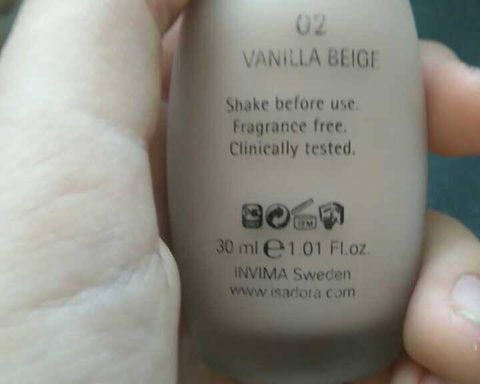 02
VANILLA BEIGE
Shake before use.
Fragrance free.
Clinically tested.
12M
30 ml e 1.01 Fl.oz.
INVIMA Sweden
www.isadora.com